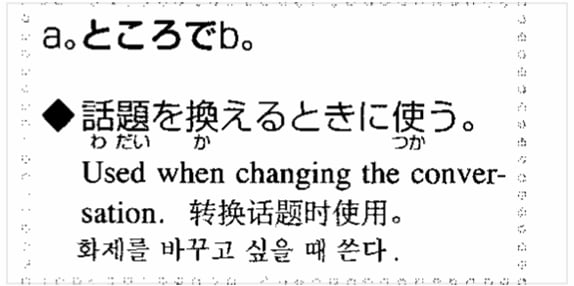 a。ところでb。
◆話題を換えるときに使う。
わ だい か つか
Used when changing the conver-
sation. 转换话题时使用。
화제를 바꾸고 싶을 때 쓴다.